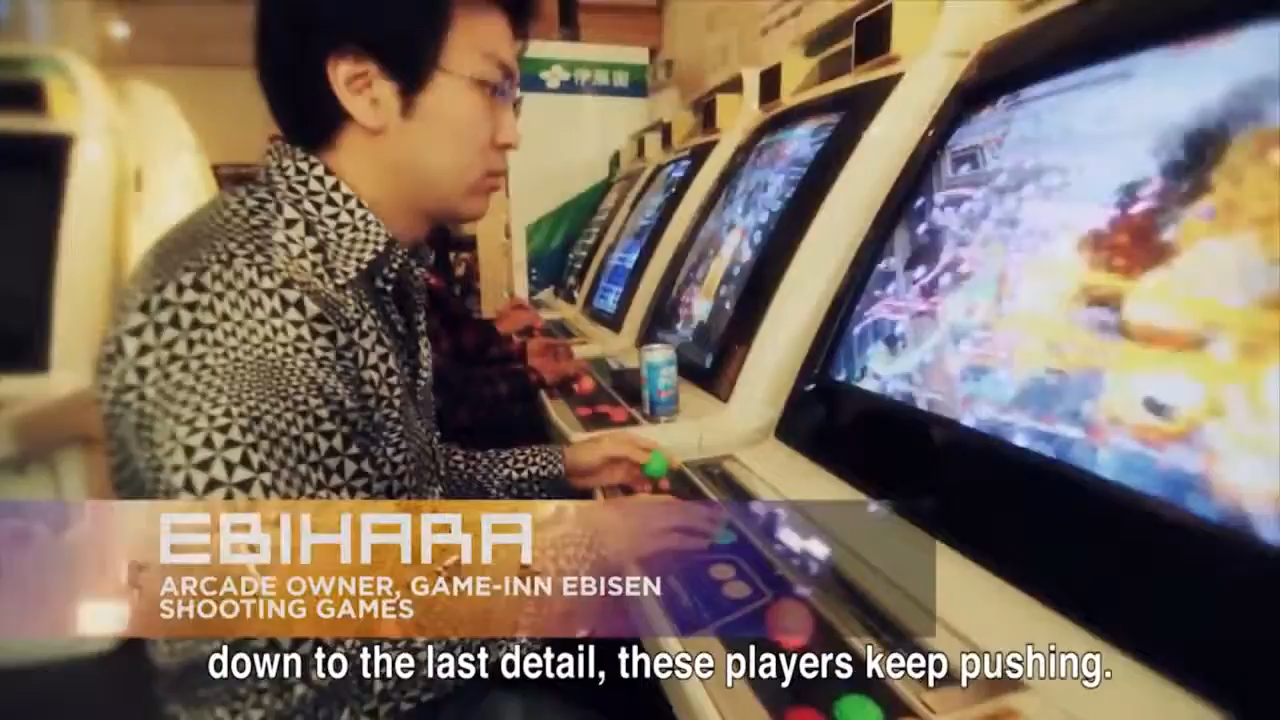 EBIHARA
ARCADE OWNER, GAME-INN EBISEN
SHOOTING GAMES
down to the last detail, these players keep pushing.